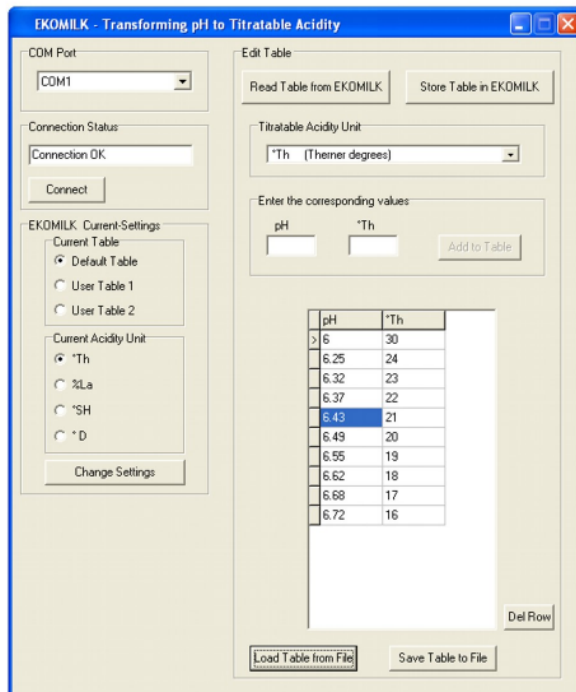 EKOMILK - Transforming pH to Titratable Acidity
COM Port
COM1
Connection Status
Connection OK
Connect
EKOMILK Current-Settings
Current Table
Default Table
User Table 1
User Table 2
Current Acidity Unit
°Th
%La
°SH
°D
Change Settings
Edit Table
Read Table from EKOMILK
Store Table in EKOMILK
Titratable Acidity Unit
°Th (Therner degrees)
Enter the corresponding values
pH °Th
Add to Table
pH °Th
6 30
6.25 24
6.32 23
6.37 22
6.43 21
6.49 20
6.55 19
6.62 18
6.68 17
6.72 16
Del Row
Load Table from File
Save Table to File